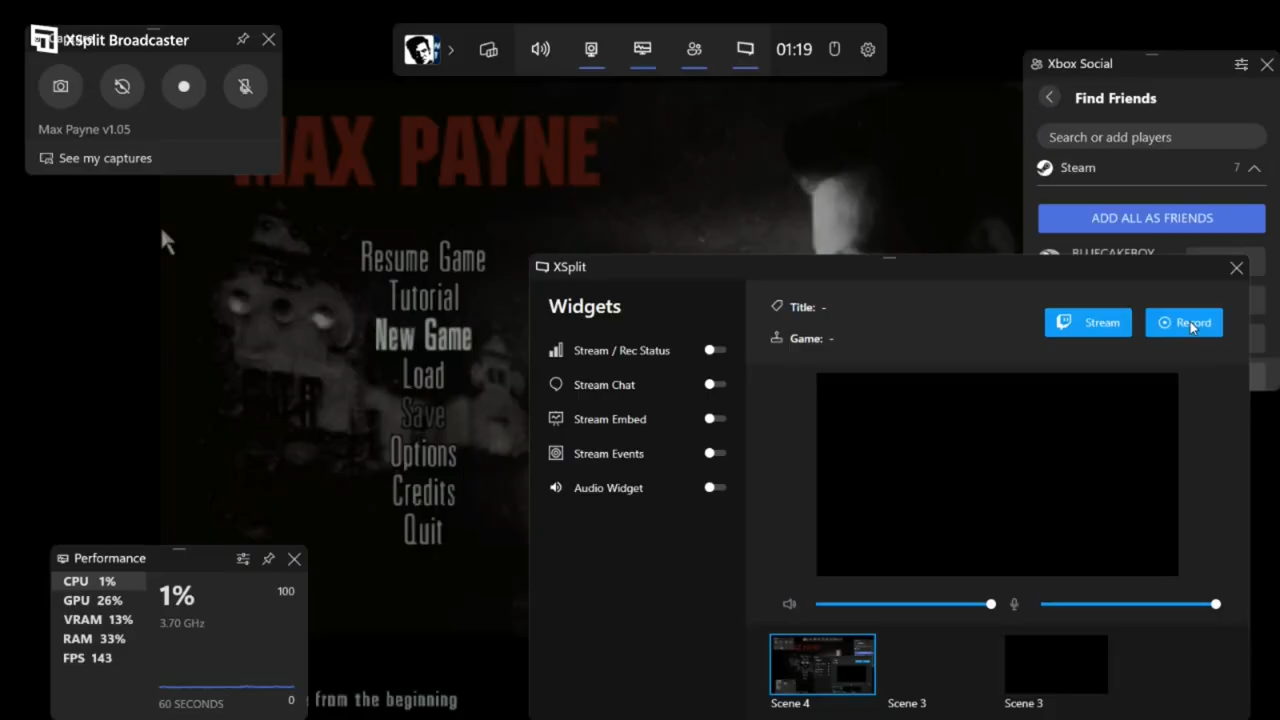 XSplit Broadcaster
Max Payne v1.05
See my captures
01:19
MAX PAYNE
Resume Game
Tutorial
New Game
Load
Save
Options
Credits
Quit
from the beginning
Xbox Social
Find Friends
Search or add players
Steam 7
ADD ALL AS FRIENDS
BLUECAKEBOY
XSplit
Widgets
Stream / Rec Status
Stream Chat
Stream Embed
Stream Events
Audio Widget
Title: -
Game: -
Stream
Record
Scene 4
Scene 3
Scene 3
Performance
CPU 1%
GPU 26%
VRAM 13%
RAM 33%
FPS 143
1%
100
3.70 GHz
60 SECONDS
0